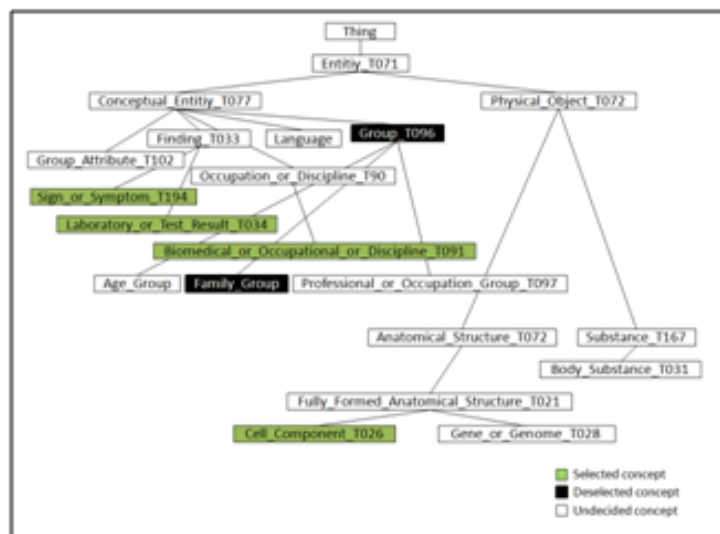 Thing
Entitiy_T071
Conceptual_Entitiy_T077
Physical_Object_T072
Finding_T033
Language
Group_T096
Group_Attribute_T102
Occupation_or_Discipline_T90
Sign_or_Symptom_T194
Laboratory_or_Test_Result_T034
Biomedical_or_Occupational_or_Discipline_T091
Age_Group
Family_Group
Professional_or_Occupation_Group_T097
Anatomical_Structure_T072
Substance_T167
Body_Substance_T031
Fully_Formed_Anatomical_Structure_T021
Cell_Component_T026
Gene_or_Genome_T028
Selected concept
Deselected concept
Undecided concept